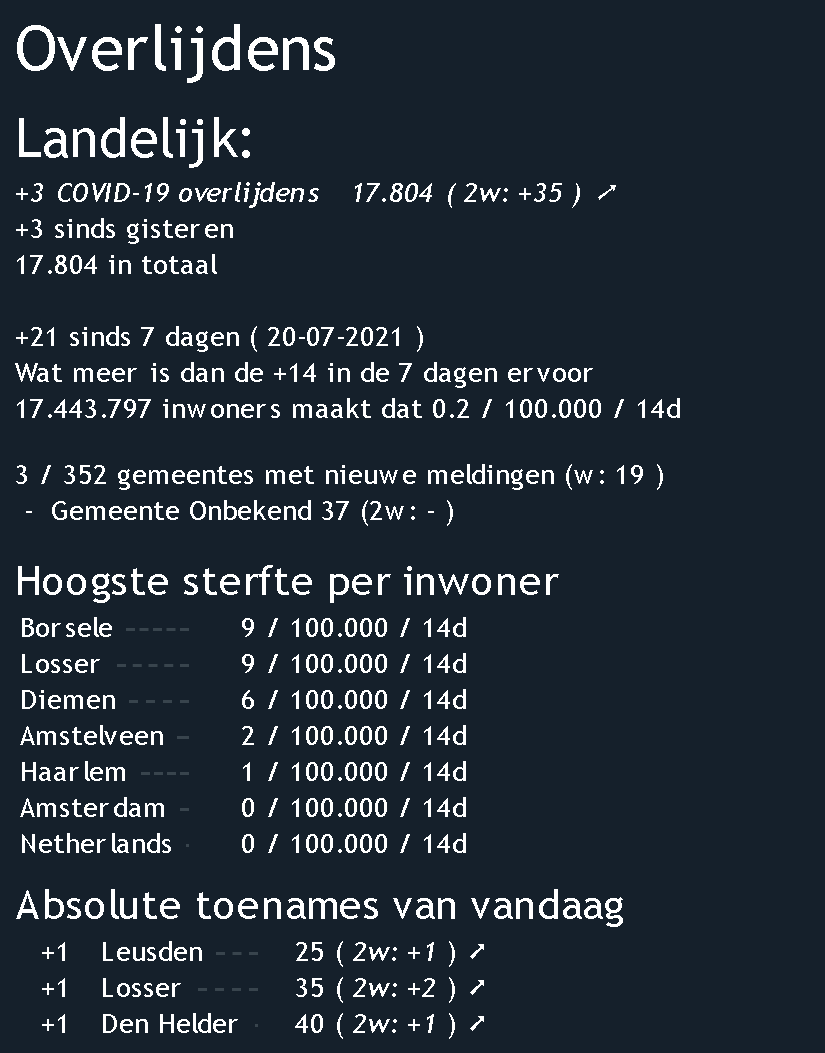 Overlijdens
Landelijk:
+3 COVID-19 overlijdens 17.804 ( 2w: +35 ) ↗
+3 sinds gisteren
17.804 in totaal
+21 sinds 7 dagen ( 20-07-2021 )
Wat meer is dan de +14 in de 7 dagen ervoor
17.443.797 inwoners maakt dat 0.2 / 100.000 / 14d
3 / 352 gemeentes met nieuwe meldingen (w: 19 )
- Gemeente Onbekend 37 (2w: - )
Hoogste sterfte per inwoner
Borsele ----- 9 / 100.000 / 14d
Losser ----- 9 / 100.000 / 14d
Diemen ---- 6 / 100.000 / 14d
Amstelveen - 2 / 100.000 / 14d
Haarlem ---- 1 / 100.000 / 14d
Amsterdam - 0 / 100.000 / 14d
Netherlands · 0 / 100.000 / 14d
Absolute toenames van vandaag
+1 Leusden --- 25 ( 2w: +1 ) ↗
+1 Losser ---- 35 ( 2w: +2 ) ↗
+1 Den Helder · 40 ( 2w: +1 ) ↗